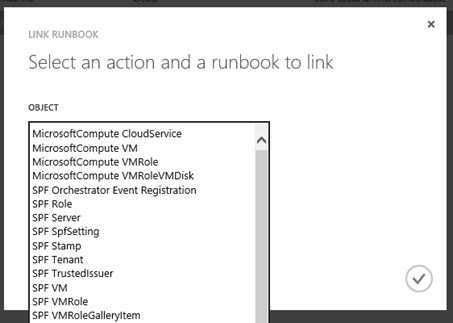 LINK RUNBOOK
Select an action and a runbook to link
OBJECT
MicrosoftCompute CloudService
MicrosoftCompute VM
MicrosoftCompute VMRole
MicrosoftCompute VMRoleVMDisk
SPF Orchestrator Event Registration
SPF Role
SPF Server
SPF SpfSetting
SPF Stamp
SPF Tenant
SPF TrustedIssuer
SPF VM
SPF VMRole
SPF VMRoleGalleryItem